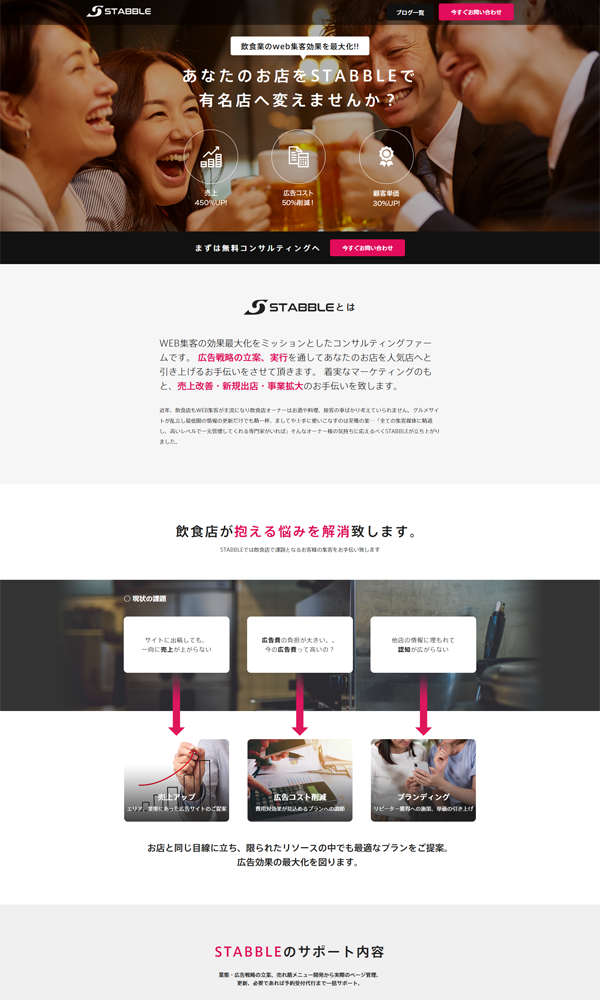 STABBLE
ブログ一覧
今すぐお問い合わせ
飲食業のweb集客効果を最大化!!
あなたのお店をSTABBLEで
有名店へ変えませんか？
売上
450%UP!
広告コスト
50%削減！
顧客単価
30%UP!
まずは無料コンサルティングへ
今すぐお問い合わせ
STABBLEとは
WEB集客の効果最大化をミッションとしたコンサルティングファー
ムです。 広告戦略の立案、実行を通してあなたのお店を人気店へと
引き上げるお手伝いをさせて頂きます。 着実なマーケティングのも
と、売上改善・新規出店・事業拡大のお手伝いを致します。
近年、飲食店もWEB集客が主流になり飲食店オーナーはお酒や料理、接客の事ばかり考えていられません。グルメサイ
トが乱立し最低限の情報の更新だけでも精一杯、ましてや上手に使いこなすのは至難の業…「全ての集客媒体に精通
し、高いレベルで一元管理してくれる専門家がいれば」そんなオーナー様の気持ちに応えるべくSTABBLEが立ち上がり
ました。
飲食店が抱える悩みを解消致します。
STABBLEでは飲食店で課題となるお客様の集客をお手伝い致します
〇 現状の課題
サイトに出稿しても、
一向に売上が上がらない
広告費の負担が大きい、、
今の広告費って高いの？
他店の情報に埋もれて
認知が広がらない
売上アップ
エリア、業態にあった広告サイトのご提案
広告コスト削減
費用対効果が見込めるプランへの調節
ブランディング
リピーター獲得への施策、単価の引き上げ
お店と同じ目線に立ち、限られたリソースの中でも最適なプランをご提案。
広告効果の最大化を図ります。
STABBLEのサポート内容
業態・広告戦略の立案、売れ筋メニュー開発から実際のページ管理、
更新、必要であれば予約受付代行まで一括サポート。